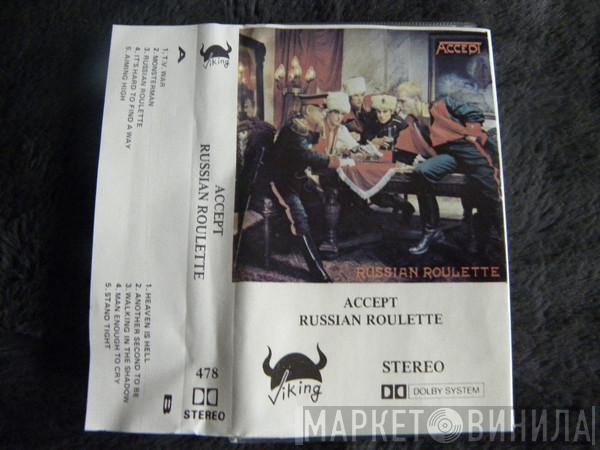 A
1. T.V. WAR
2. MONSTERMAN
3. RUSSIAN ROULETTE
4. IT'S HARD TO FIND A WAY
5. AIMING HIGH
B
1. HEAVEN IS HELL
2. ANOTHER SECOND TO BE
3. WALKING IN THE SHADOW
4. MAN ENOUGH TO CRY
5. STAND TIGHT
Viking
ACCEPT
RUSSIAN ROULETTE
478
STEREO
ACCEPT
RUSSIAN ROULETTE
ACCEPT
RUSSIAN ROULETTE
Viking
STEREO
DOLBY SYSTEM
МАРКЕТ ВИНИЛА